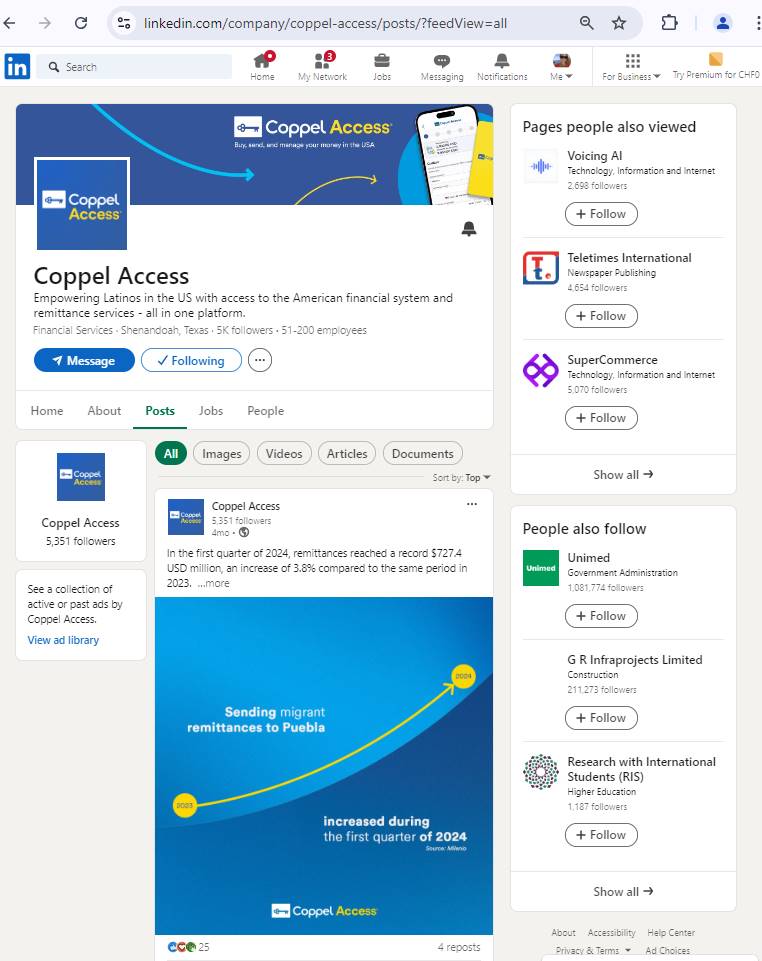 linkedin.com/company/coppel-access/posts/?feedView=all
Search
Home
3
My Network
Jobs
Messaging
Notifications
Me
For Business
Try Premium for CHF0
Coppel Access
Buy, send, and manage your money in the USA
Coppel
Access
Coppel Access
Empowering Latinos in the US with access to the American financial system and
remittance services - all in one platform.
Financial Services · Shenandoah, Texas · 5K followers · 51-200 employees
Message
Following
Home
About
Posts
Jobs
People
Coppel
Access
Coppel Access
5,351 followers
See a collection of
active or past ads by
Coppel Access.
View ad library
All
Images
Videos
Articles
Documents
Sort by: Top
Coppel
Access
Coppel Access
5,351 followers
4mo •
In the first quarter of 2024, remittances reached a record $727.4
USD million, an increase of 3.8% compared to the same period in
2023. ...more
2024
Sending migrant
remittances to Puebla
2023
increased during
the first quarter of 2024
Source: Milenio
Coppel Access
25
4 reposts
Pages people also viewed
Voicing AI
Technology, Information and Internet
2,698 followers
+ Follow
Teletimes International
Newspaper Publishing
4,654 followers
+ Follow
SuperCommerce
Technology, Information and Internet
5,070 followers
+ Follow
Show all →
People also follow
Unimed
Unimed
Government Administration
1,081,774 followers
+ Follow
G R Infraprojects Limited
Construction
211,273 followers
+ Follow
Research with International
Students (RIS)
Higher Education
1,187 followers
+ Follow
Show all →
About
Accessibility
Help Center
Privacy & Terms
Ad Choices